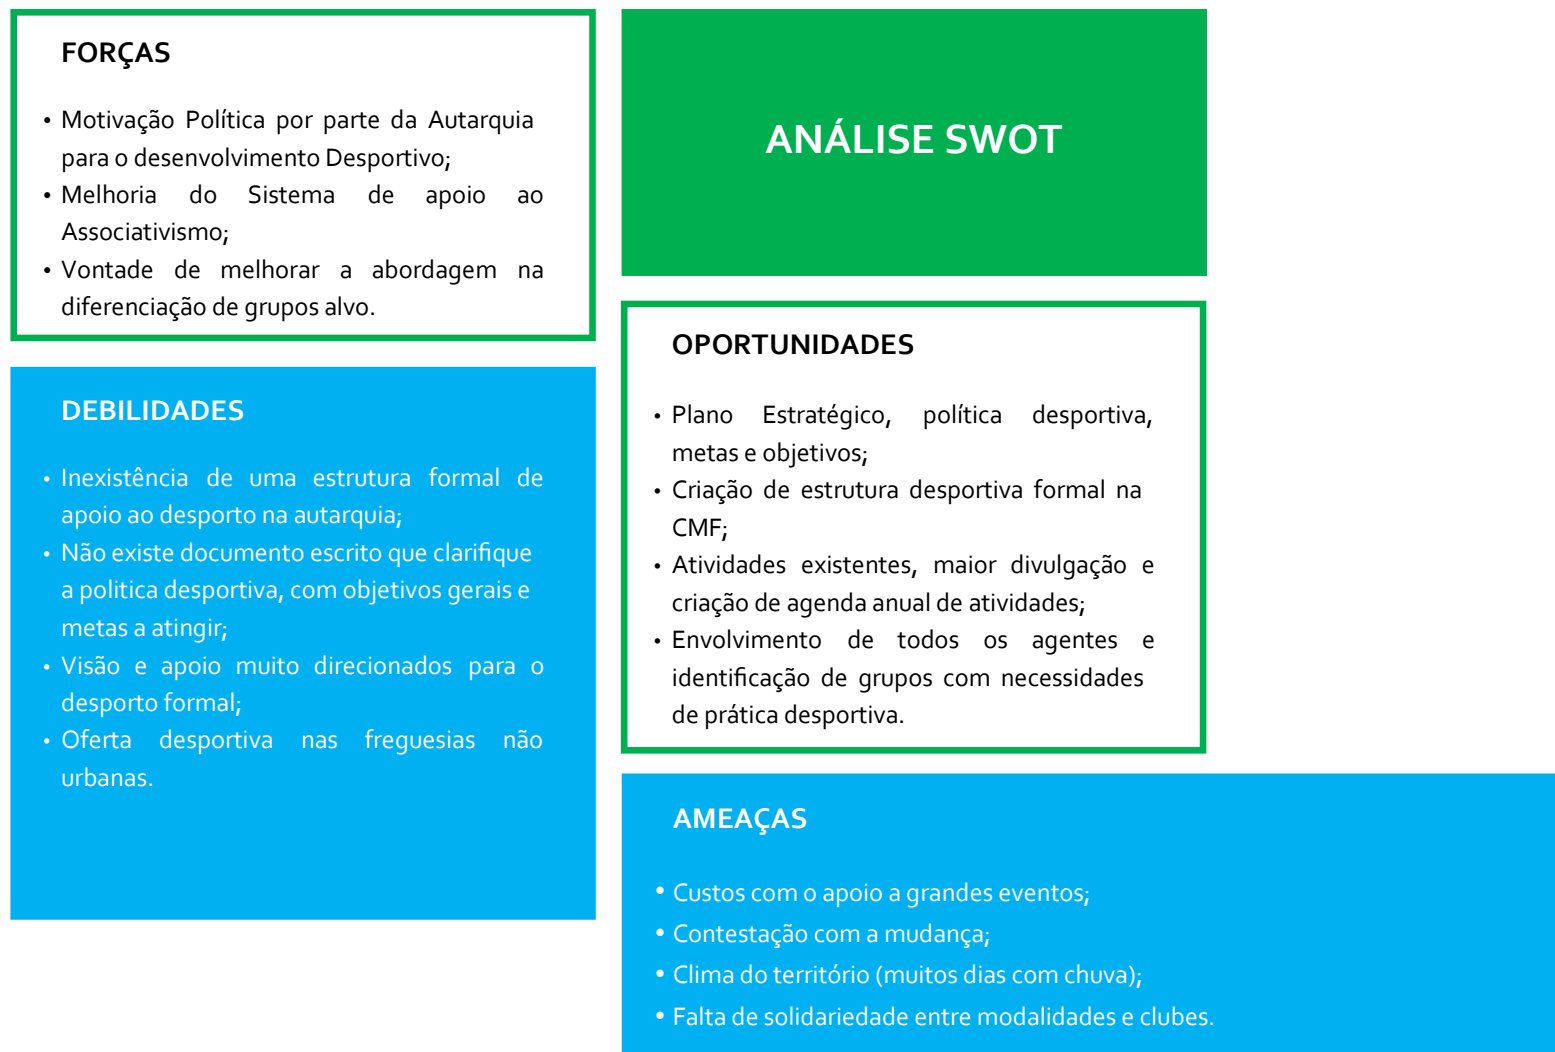 FORÇAS
• Motivação Política por parte da Autarquia
para o desenvolvimento Desportivo;
• Melhoria do Sistema de apoio ao
Associativismo;
• Vontade de melhorar a abordagem na
diferenciação de grupos alvo.
ANÁLISE SWOT
DEBILIDADES
• Inexistência de uma estrutura formal de
apoio ao desporto na autarquia;
• Não existe documento escrito que clarifique
a politica desportiva, com objetivos gerais e
metas a atingir;
• Visão e apoio muito direcionados para o
desporto formal;
• Oferta desportiva nas freguesias não
urbanas.
OPORTUNIDADES
• Plano Estratégico, política desportiva,
metas e objetivos;
• Criação de estrutura desportiva formal na
CMF;
• Atividades existentes, maior divulgação e
criação de agenda anual de atividades;
• Envolvimento de todos os agentes e
identificação de grupos com necessidades
de prática desportiva.
AMEAÇAS
• Custos com o apoio a grandes eventos;
• Contestação com a mudança;
• Clima do território (muitos dias com chuva);
• Falta de solidariedade entre modalidades e clubes.